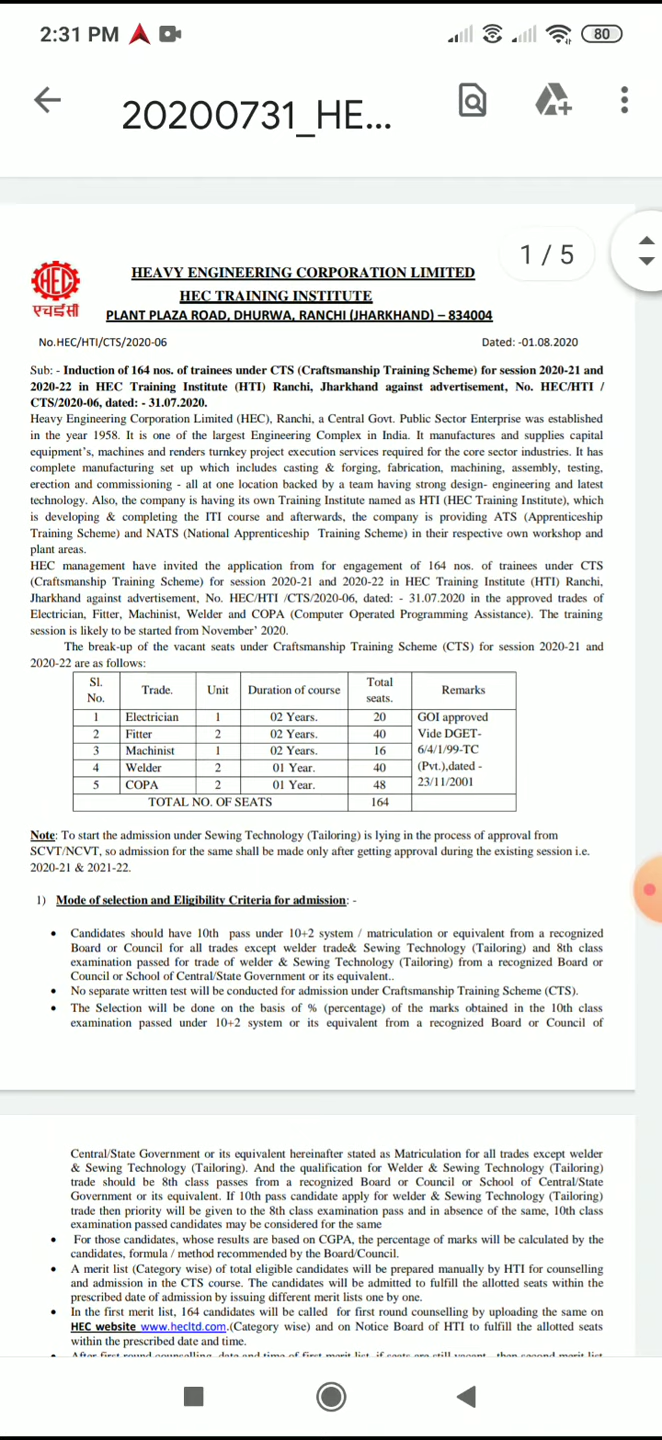 2:31 PM
80
20200731_HE...
1 / 5
HEC
एचईसी
HEAVY ENGINEERING CORPORATION LIMITED
HEC TRAINING INSTITUTE
PLANT PLAZA ROAD, DHURWA, RANCHI (JHARKHAND) – 834004
No.HEC/HTI/CTS/2020-06 Dated: -01.08.2020
Sub: - Induction of 164 nos. of trainees under CTS (Craftsmanship Training Scheme) for session 2020-21 and
2020-22 in HEC Training Institute (HTI) Ranchi, Jharkhand against advertisement, No. HEC/HTI /
CTS/2020-06, dated: - 31.07.2020.
Heavy Engineering Corporation Limited (HEC), Ranchi, a Central Govt. Public Sector Enterprise was established
in the year 1958. It is one of the largest Engineering Complex in India. It manufactures and supplies capital
equipment's, machines and renders turnkey project execution services required for the core sector industries. It has
complete manufacturing set up which includes casting & forging, fabrication, machining, assembly, testing,
erection and commissioning - all at one location backed by a team having strong design- engineering and latest
technology. Also, the company is having its own Training Institute named as HTI (HEC Training Institute), which
is developing & completing the ITI course and afterwards, the company is providing ATS (Apprenticeship
Training Scheme) and NATS (National Apprenticeship Training Scheme) in their respective own workshop and
plant areas.
HEC management have invited the application from for engagement of 164 nos. of trainees under CTS
(Craftsmanship Training Scheme) for session 2020-21 and 2020-22 in HEC Training Institute (HTI) Ranchi,
Jharkhand against advertisement, No. HEC/HTI /CTS/2020-06, dated: - 31.07.2020 in the approved trades of
Electrician, Fitter, Machinist, Welder and COPA (Computer Operated Programming Assistance). The training
session is likely to be started from November' 2020.
The break-up of the vacant seats under Craftsmanship Training Scheme (CTS) for session 2020-21 and
2020-22 are as follows:
Sl. No. Trade. Unit Duration of course Total seats. Remarks
1 Electrician 1 02 Years. 20 GOI approved
2 Fitter 2 02 Years. 40 Vide DGET-
3 Machinist 1 02 Years. 16 6/4/1/99-TC
4 Welder 2 01 Year. 40 (Pvt.),dated -
5 COPA 2 01 Year. 48 23/11/2001
TOTAL NO. OF SEATS 164
Note: To start the admission under Sewing Technology (Tailoring) is lying in the process of approval from
SCVT/NCVT, so admission for the same shall be made only after getting approval during the existing session i.e.
2020-21 & 2021-22.
1) Mode of selection and Eligibility Criteria for admission: -
• Candidates should have 10th pass under 10+2 system / matriculation or equivalent from a recognized
Board or Council for all trades except welder trade& Sewing Technology (Tailoring) and 8th class
examination passed for trade of welder & Sewing Technology (Tailoring) from a recognized Board or
Council or School of Central/State Government or its equivalent..
• No separate written test will be conducted for admission under Craftsmanship Training Scheme (CTS).
• The Selection will be done on the basis of % (percentage) of the marks obtained in the 10th class
examination passed under 10+2 system or its equivalent from a recognized Board or Council of
Central/State Government or its equivalent hereinafter stated as Matriculation for all trades except welder
& Sewing Technology (Tailoring). And the qualification for Welder & Sewing Technology (Tailoring)
trade should be 8th class passes from a recognized Board or Council or School of Central/State
Government or its equivalent. If 10th pass candidate apply for welder & Sewing Technology (Tailoring)
trade then priority will be given to the 8th class examination pass and in absence of the same, 10th class
examination passed candidates may be considered for the same
• For those candidates, whose results are based on CGPA, the percentage of marks will be calculated by the
candidates, formula / method recommended by the Board/Council.
• A merit list (Category wise) of total eligible candidates will be prepared manually by HTI for counselling
and admission in the CTS course. The candidates will be admitted to fulfill the allotted seats within the
prescribed date of admission by issuing different merit lists one by one.
• In the first merit list, 164 candidates will be called for first round counselling by uploading the same on
HEC website www.hecltd.com.(Category wise) and on Notice Board of HTI to fulfill the allotted seats
within the prescribed date and time.
• After first round counselling, date and time of first merit list, if seats are still vacant, then second merit list